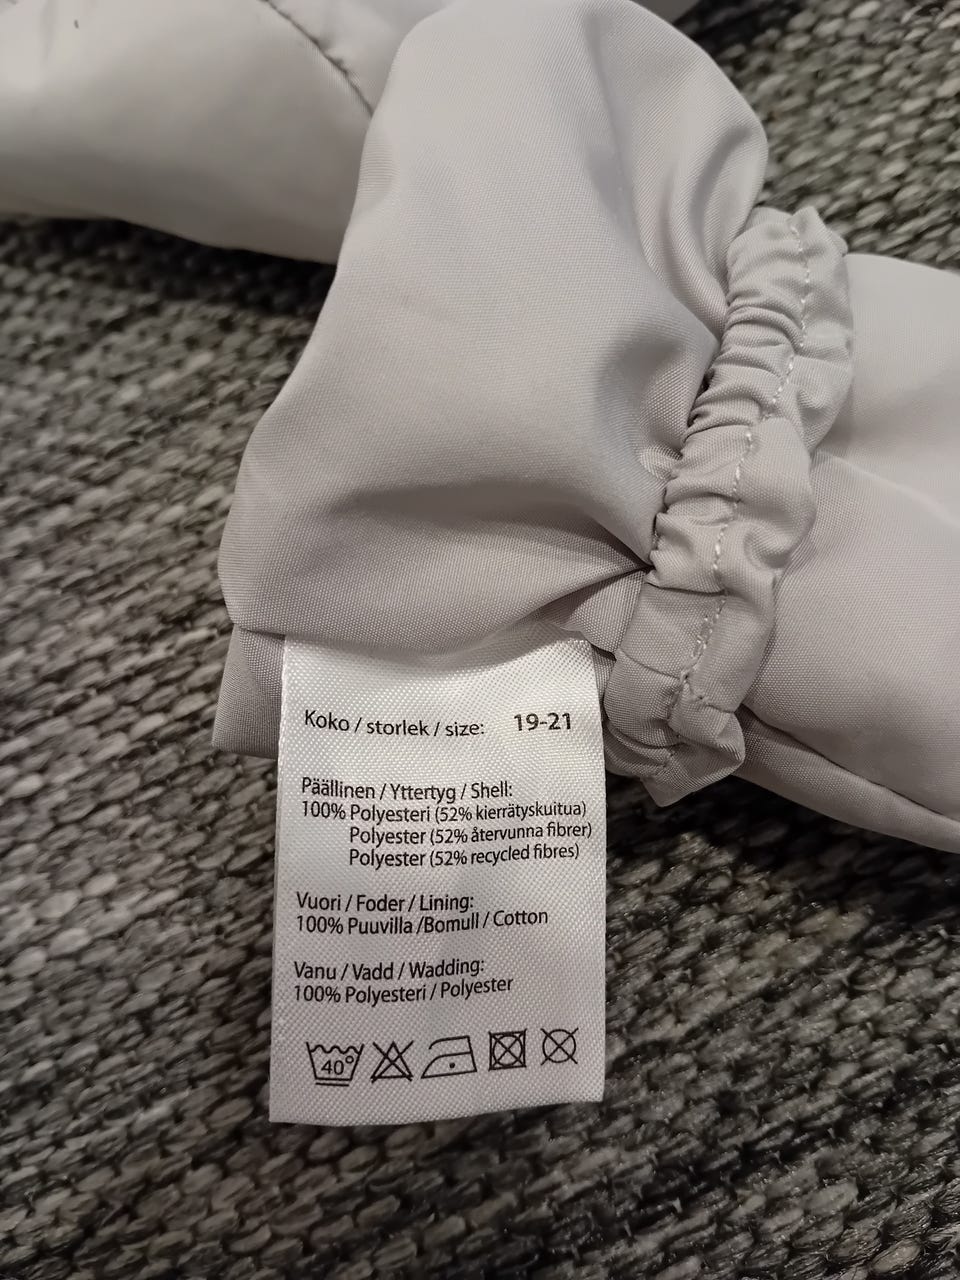 Koko / storlek / size: 19-21
Päällinen / Yttertyg / Shell:
100% Polyesteri (52% kierrätyskuitua)
Polyester (52% återvunna fibrer)
Polyester (52% recycled fibres)
Vuori / Foder / Lining:
100% Puuvilla /Bomull / Cotton
Vanu / Vadd / Wadding:
100% Polyesteri / Polyester
40°